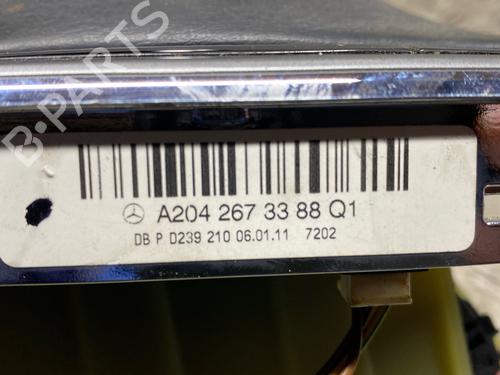 B-PARTS
A204 267 33 88 Q1
DB P D239 210 06.01.11 7202